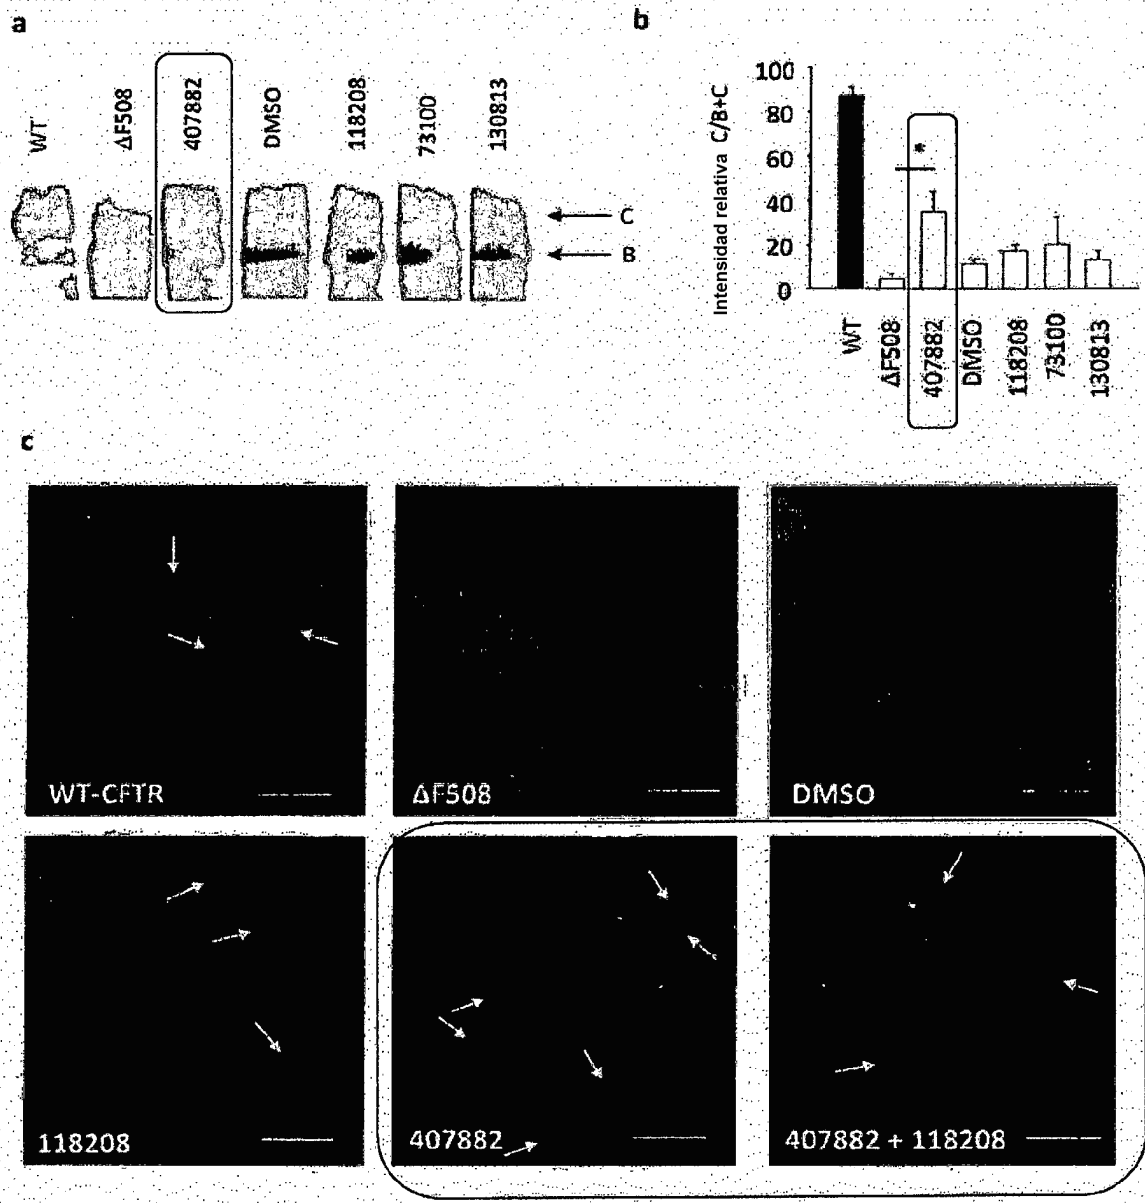 a
WT
ΔF508
407882
DMSO
118208
73100
130813
C
B
b
Intensidad relativa C/B+C
100
80
60
40
20
0
*
WT
ΔF508
407882
DMSO
118208
73100
130813
c
WT-CFTR
ΔF508
DMSO
118208
407882
407882 + 118208